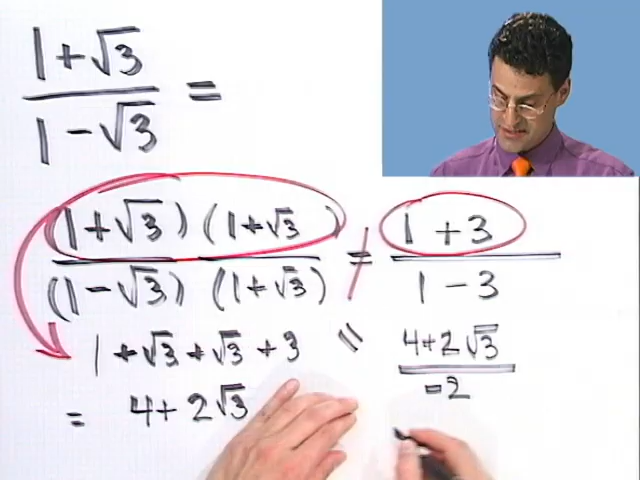 (1+√3)/(1-√3) =
((1+√3)(1+√3))/((1-√3)(1+√3)) ≠ (1+3)/(1-3)
1+√3+√3+3 = (4+2√3)/(-2)
= 4+2√3